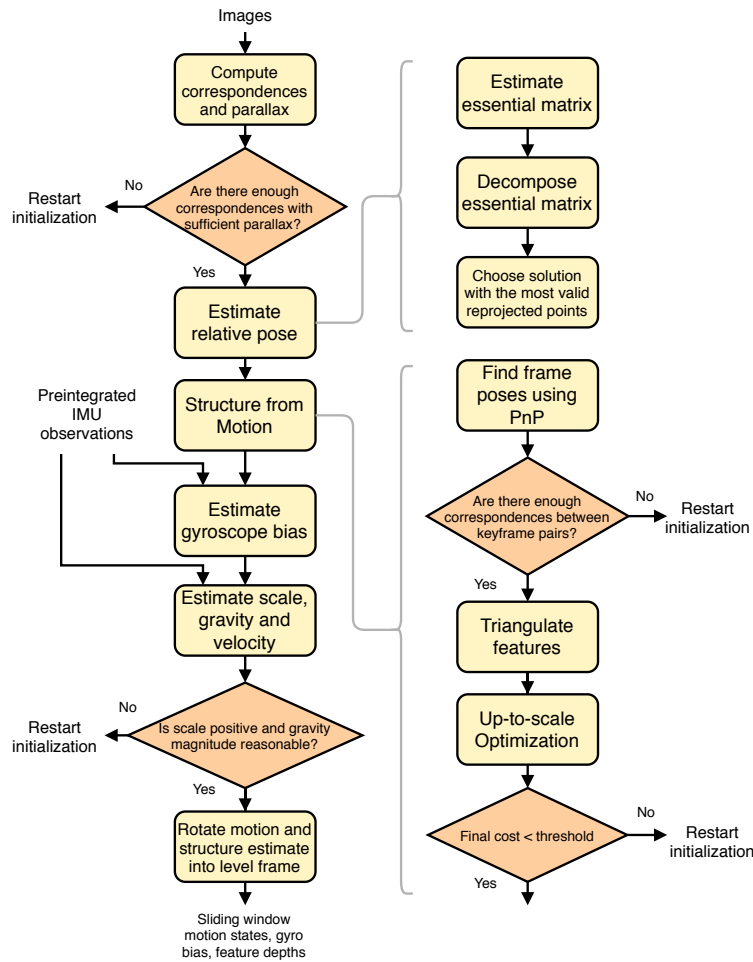 Images
Compute
correspondences
and parallax
Are there enough
correspondences with
sufficient parallax?
No
Restart
initialization
Yes
Estimate
relative pose
Structure from
Motion
Preintegrated
IMU
observations
Estimate
gyroscope bias
Estimate scale,
gravity and
velocity
Is scale positive and gravity
magnitude reasonable?
No
Restart
initialization
Yes
Rotate motion and
structure estimate
into level frame
Sliding window
motion states, gyro
bias, feature depths
Estimate
essential matrix
Decompose
essential matrix
Choose solution
with the most valid
reprojected points
Find frame
poses using
PnP
Are there enough
correspondences between
keyframe pairs?
No
Restart
initialization
Yes
Triangulate
features
Up-to-scale
Optimization
Final cost < threshold
No
Restart
initialization
Yes